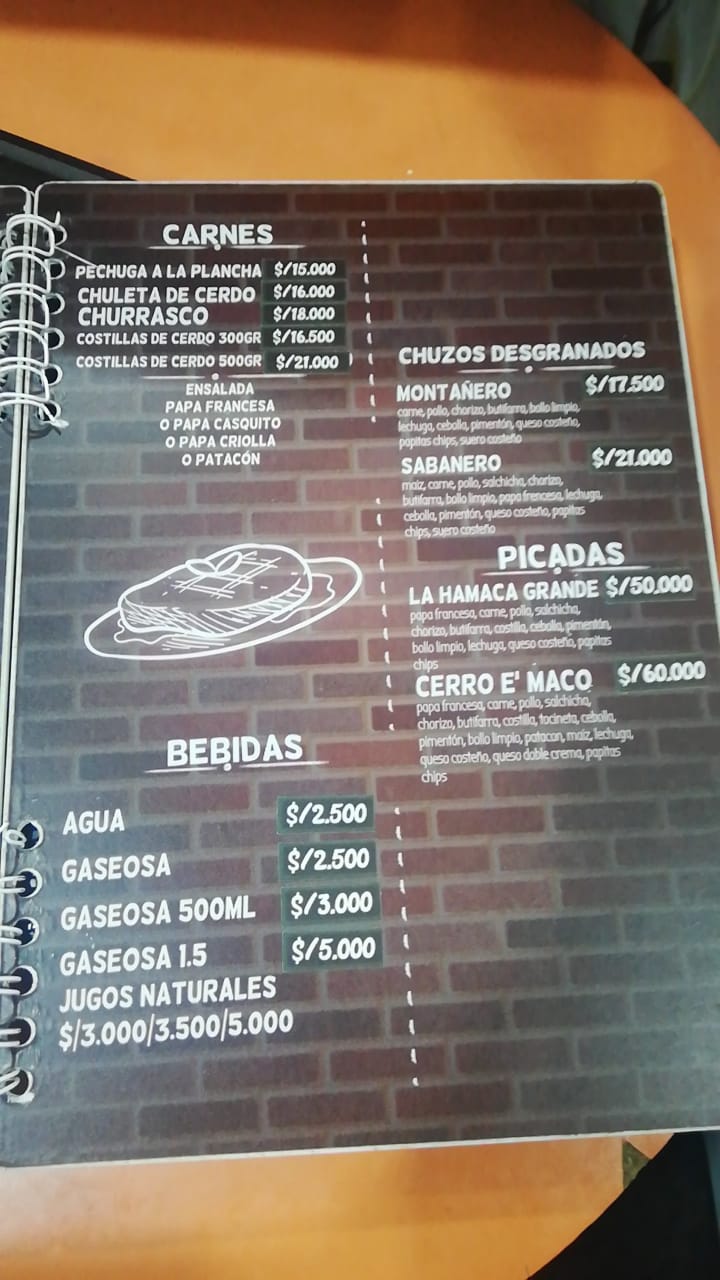 CARNES
PECHUGA A LA PLANCHA $/15.000
CHULETA DE CERDO $/16.000
CHURRASCO $/18.000
COSTILLAS DE CERDO 300GR $/16.500
COSTILLAS DE CERDO 500GR $/21.000
ENSALADA
PAPA FRANCESA
O PAPA CASQUITO
O PAPA CRIOLLA
O PATACÓN
BEBIDAS
AGUA $/2.500
GASEOSA $/2.500
GASEOSA 500ML $/3.000
GASEOSA 1.5 $/5.000
JUGOS NATURALES
$/3.000/3.500/5.000
CHUZOS DESGRANADOS
MONTAÑERO $/17.500
carne, pollo, chorizo, butifarra, bollo limpio,
lechuga, cebolla, pimentón, queso costeño,
papitas chips, suero costeño
SABANERO $/21.000
maiz, carne, pollo, salchicha, chorizo,
butifarra, bollo limpio, papa francesa, lechuga,
cebolla, pimentón, queso costeño, papitas
chips, suero costeño
PICADAS
LA HAMACA GRANDE $/50.000
papa francesa, carne, pollo, salchicha,
chorizo, butifarra, costilla, cebolla, pimentón,
bollo limpio, lechuga, queso costeño, papitas
chips
CERRO E' MACO $/60.000
papa francesa, carne, pollo, salchicha,
chorizo, butifarra, costilla, tocineta, cebolla,
pimentón, bollo limpio, patacon, maiz, lechuga,
queso costeño, queso doble crema, papitas
chips